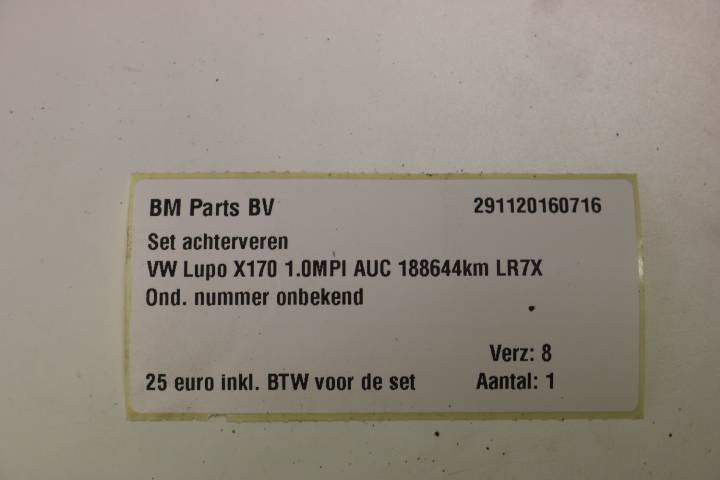 BM Parts BV 291120160716
Set achterveren
VW Lupo X170 1.0MPI AUC 188644km LR7X
Ond. nummer onbekend
Verz: 8
25 euro inkl. BTW voor de set Aantal: 1